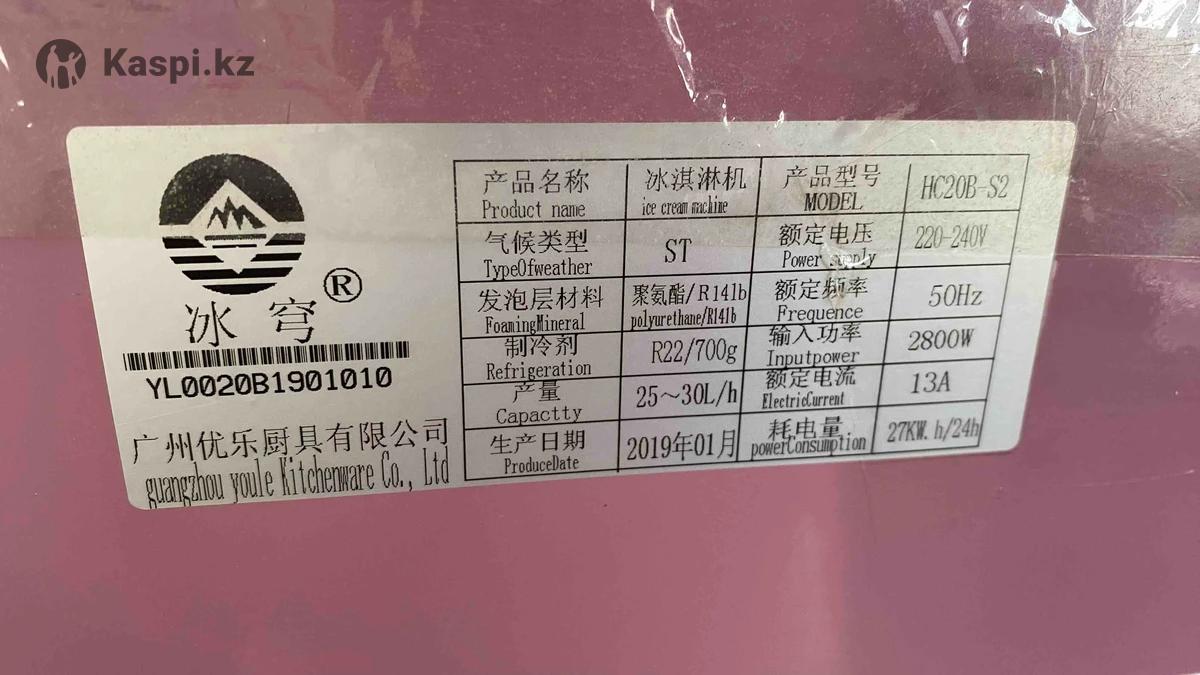 Kaspi.kz
冰穹®
YL0020B1901010
广州优乐厨具有限公司
guangzhou youle Kitchenware Co., Ltd
产品名称 冰淇淋机 产品型号 HC20B-S2
Product name ice cream machine MODEL
气候类型 ST 额定电压 220-240V
TypeOfweather Power supply
发泡层材料 聚氨酯/R141b 额定频率 50Hz
FoamingMineral polyurethane/R141b Frequence
制冷剂 R22/700g 输入功率 2800W
Refrigeration Inputpower
产量 25~30L/h 额定电流 13A
Capactty ElectricCurrent
生产日期 2019年01月 耗电量 27KW.h/24h
ProduceDate powerConsumption